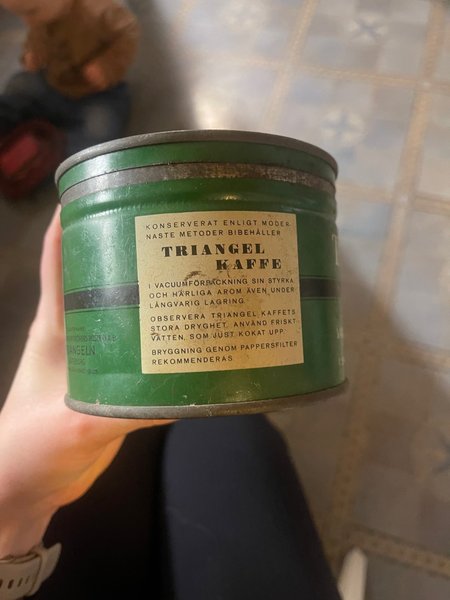 KONSERVERAT ENLIGT MODER-
NASTE METODER BIBEHÅLLER
TRIANGEL
KAFFE
I VACUUMFÖRPACKNING SIN STYRKA
OCH HÄRLIGA AROM ÄVEN UNDER
LÅNGVARIG LAGRING.
OBSERVERA TRIANGEL KAFFETS
STORA DRYGHET. ANVÄND FRISKT
VATTEN, SOM JUST KOKAT UPP.
BRYGGNING GENOM PAPPERSFILTER
REKOMMENDERAS.